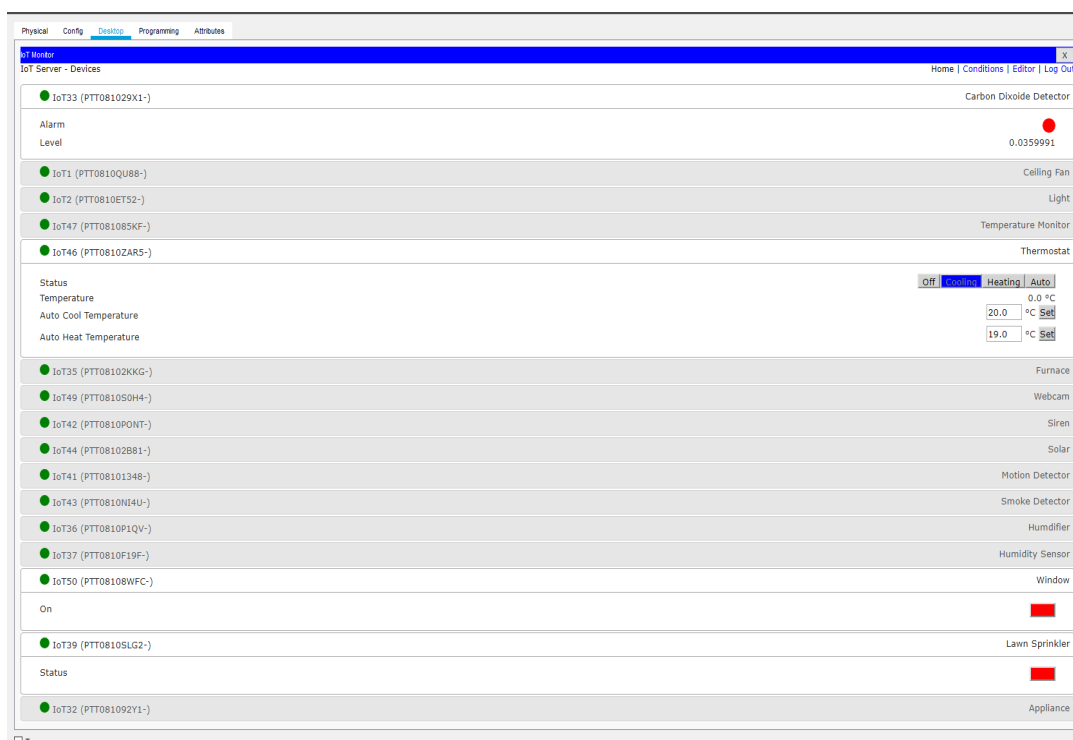 Physical Config Desktop Programming Attributes
IoT Monitor X
IoT Server - Devices Home | Conditions | Editor | Log Out
IoT33 (PTT081029X1-) Carbon Dixoide Detector
Alarm
Level 0.0359991
IoT1 (PTT0810QU88-) Ceiling Fan
IoT2 (PTT0810ET52-) Light
IoT47 (PTT081085KF-) Temperature Monitor
IoT46 (PTT0810ZAR5-) Thermostat
Status Off Cooling Heating Auto
Temperature 0.0 °C
Auto Cool Temperature 20.0 °C Set
Auto Heat Temperature 19.0 °C Set
IoT35 (PTT08102KKG-) Furnace
IoT49 (PTT0810S0H4-) Webcam
IoT42 (PTT0810PONT-) Siren
IoT44 (PTT08102B81-) Solar
IoT41 (PTT08101348-) Motion Detector
IoT43 (PTT0810NI4U-) Smoke Detector
IoT36 (PTT0810P1QV-) Humdifier
IoT37 (PTT0810F19F-) Humidity Sensor
IoT50 (PTT08108WFC-) Window
On
IoT39 (PTT0810SLG2-) Lawn Sprinkler
Status
IoT32 (PTT081092Y1-) Appliance